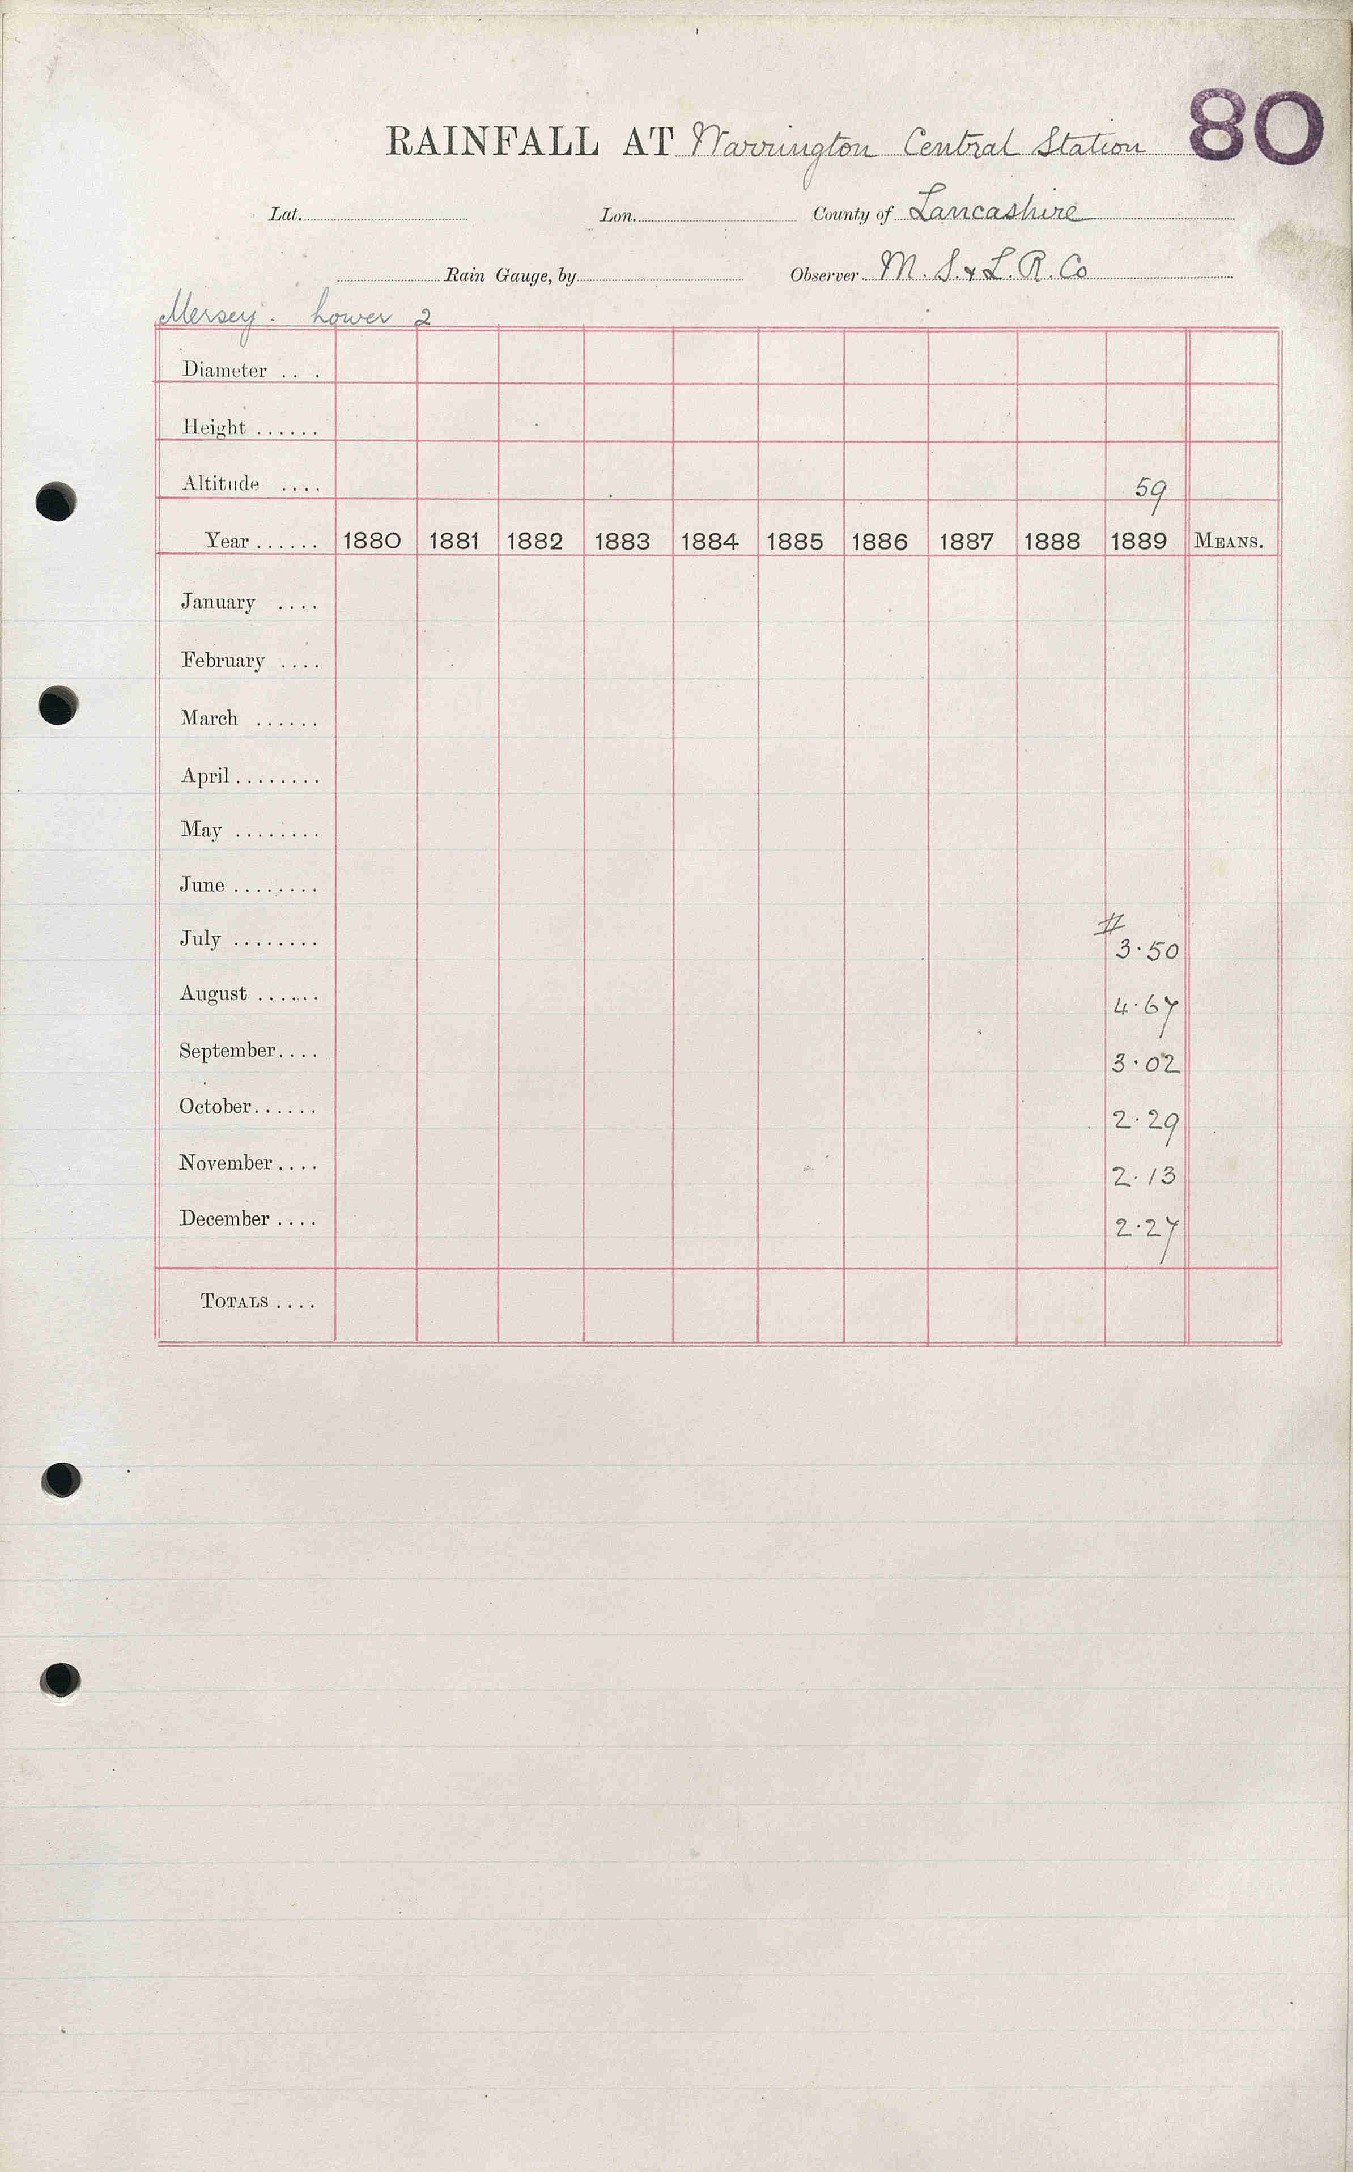 80
RAINFALL AT Warrington Central Station
Lat. Lon. County of Lancashire
Rain Gauge, by Observer M. S. & L. R. Co
Mersey. Lower 2
Diameter . . .
Height ......
Altitude .... 59
Year ...... 1880 1881 1882 1883 1884 1885 1886 1887 1888 1889 MEANS.
January ....
February ....
March ......
April ........
May ........
June ........
July ........ # 3.50
August ...... 4.67
September.... 3.02
October...... 2.29
November .... 2.13
December .... 2.27
TOTALS ....